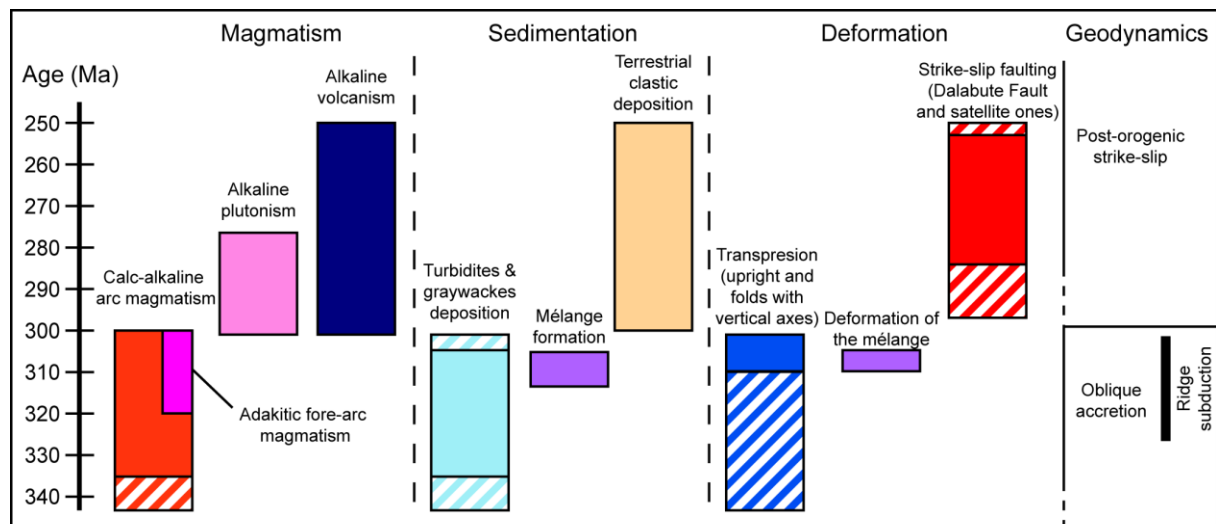 Magmatism
Sedimentation
Deformation
Geodynamics
Age (Ma)
250
260
270
280
290
300
310
320
330
340
Alkaline
volcanism
Alkaline
plutonism
Calc-alkaline
arc magmatism
Adakitic fore-arc
magmatism
Terrestrial
clastic
deposition
Turbidites &
graywackes
deposition
Mélange
formation
Strike-slip faulting
(Dalabute Fault
and satellite ones)
Transpresion
(upright and
folds with
vertical axes)
Deformation of
the mélange
Post-orogenic
strike-slip
Oblique
accretion
Ridge
subduction